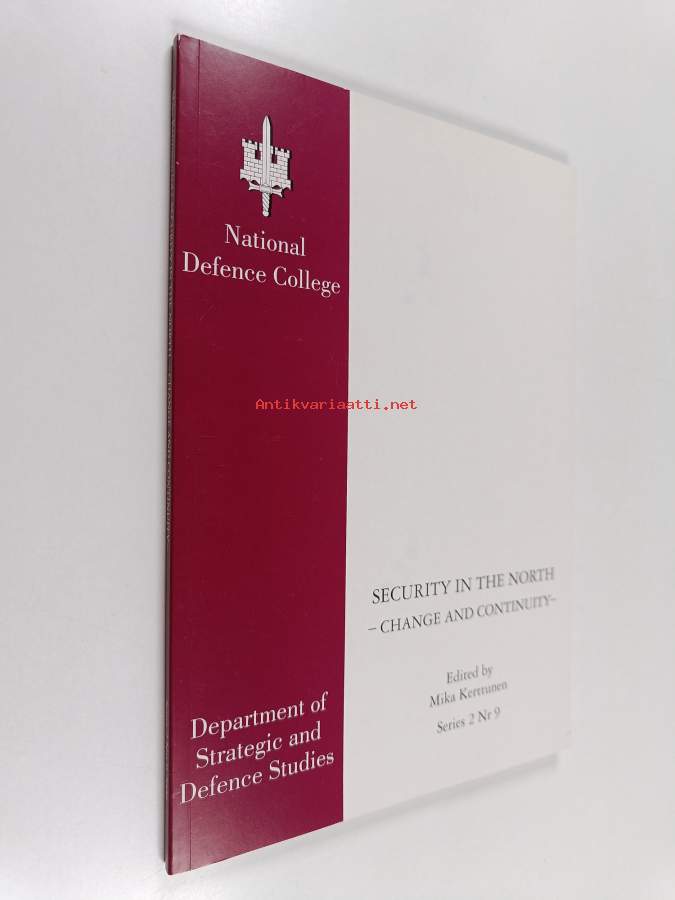 National
Defence College
Antikvariaatti.net
SECURITY IN THE NORTH
– CHANGE AND CONTINUITY–
Edited by
Mika Kerttunen
Series 2 Nr 9
Department of
Strategic and
Defence Studies